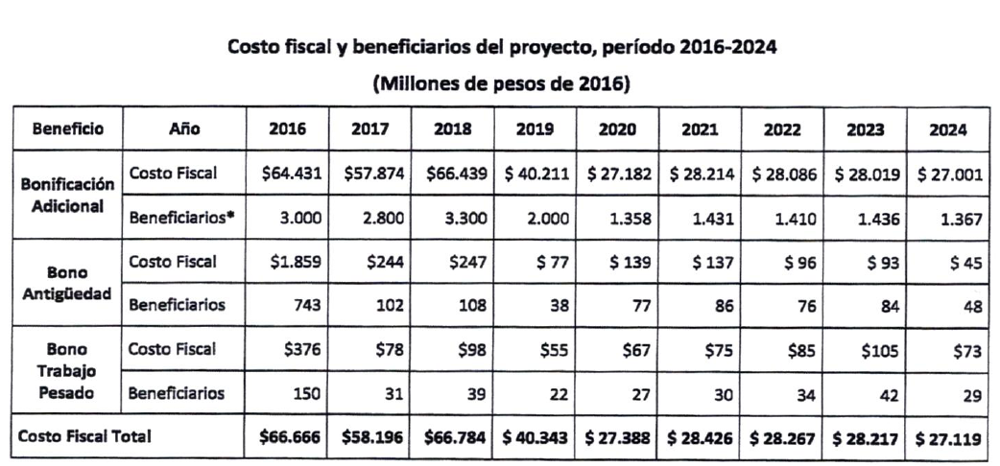 Costo fiscal y beneficiarios del proyecto, período 2016-2024
(Millones de pesos de 2016)
Beneficio Año 2016 2017 2018 2019 2020 2021 2022 2023 2024
Bonificación Adicional Costo Fiscal $64.431 $57.874 $66.439 $ 40.211 $ 27.182 $ 28.214 $ 28.086 $ 28.019 $ 27.001
Beneficiarios* 3.000 2.800 3.300 2.000 1.358 1.431 1.410 1.436 1.367
Bono Antigüedad Costo Fiscal $1.859 $244 $247 $ 77 $ 139 $ 137 $ 96 $ 93 $ 45
Beneficiarios 743 102 108 38 77 86 76 84 48
Bono Trabajo Pesado Costo Fiscal $376 $78 $98 $55 $67 $75 $85 $105 $73
Beneficiarios 150 31 39 22 27 30 34 42 29
Costo Fiscal Total $66.666 $58.196 $66.784 $ 40.343 $ 27.388 $ 28.426 $ 28.267 $ 28.217 $ 27.119